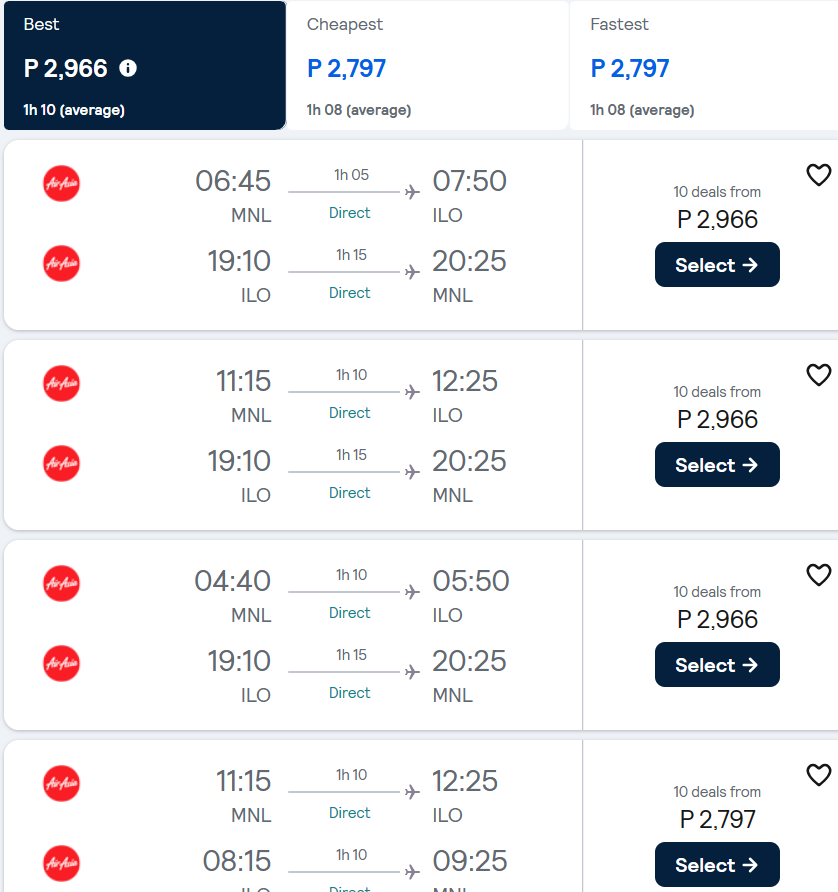 Best
Cheapest
Fastest
P 2,966
P 2,797
P 2,797
1h 10 (average)
1h 08 (average)
1h 08 (average)
AirAsia
06:45
1h 05
07:50
MNL
Direct
ILO
AirAsia
19:10
1h 15
20:25
ILO
Direct
MNL
10 deals from
P 2,966
Select →
AirAsia
11:15
1h 10
12:25
MNL
Direct
ILO
AirAsia
19:10
1h 15
20:25
ILO
Direct
MNL
10 deals from
P 2,966
Select →
AirAsia
04:40
1h 10
05:50
MNL
Direct
ILO
AirAsia
19:10
1h 15
20:25
ILO
Direct
MNL
10 deals from
P 2,966
Select →
AirAsia
11:15
1h 10
12:25
MNL
Direct
ILO
AirAsia
08:15
1h 10
09:25
ILO
Direct
MNL
10 deals from
P 2,797
Select →